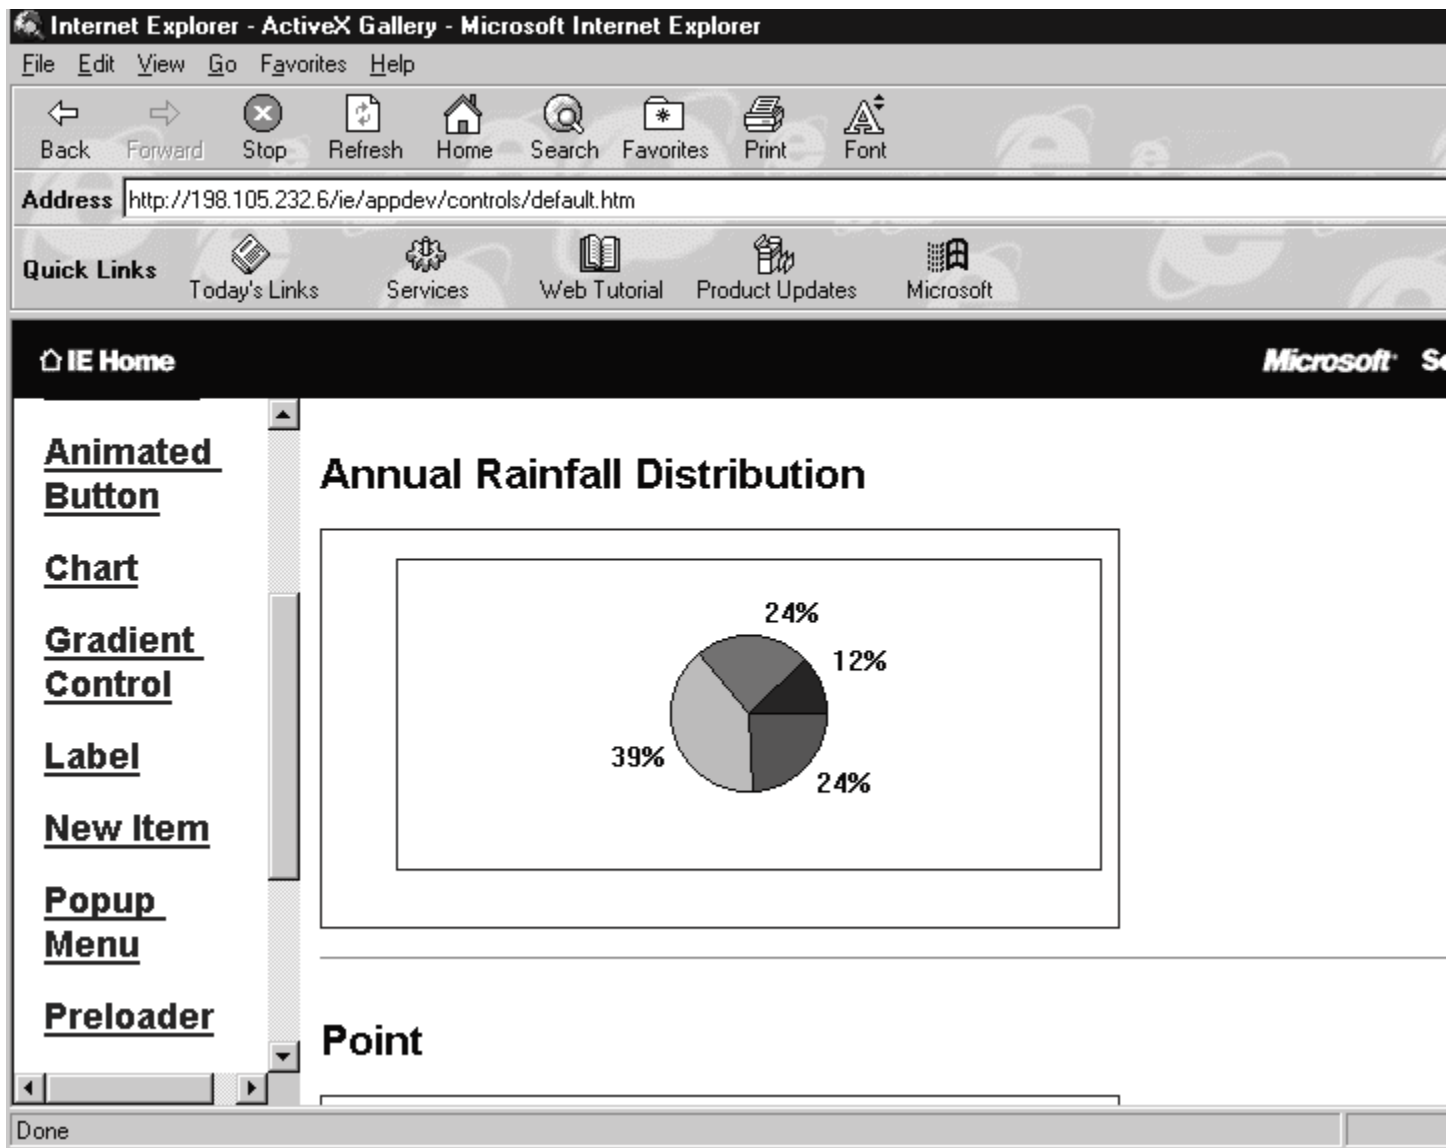 Internet Explorer - ActiveX Gallery - Microsoft Internet Explorer
File Edit View Go Favorites Help
Back Forward Stop Refresh Home Search Favorites Print Font
Address http://198.105.232.6/ie/appdev/controls/default.htm
Quick Links Today's Links Services Web Tutorial Product Updates Microsoft
IE Home Microsoft
Animated
Button
Chart
Gradient
Control
Label
New Item
Popup
Menu
Preloader
Annual Rainfall Distribution
24%
12%
39%
24%
Point
Done